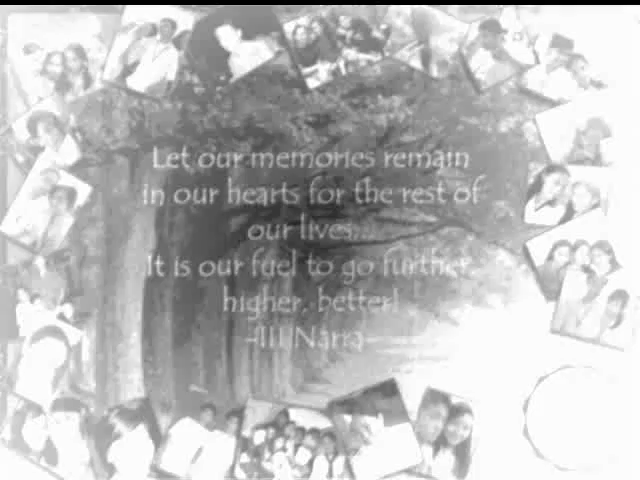 Let our memories remain
in our hearts for the rest of
our lives...
It is our fuel to go further,
higher, better!
-III Narra-